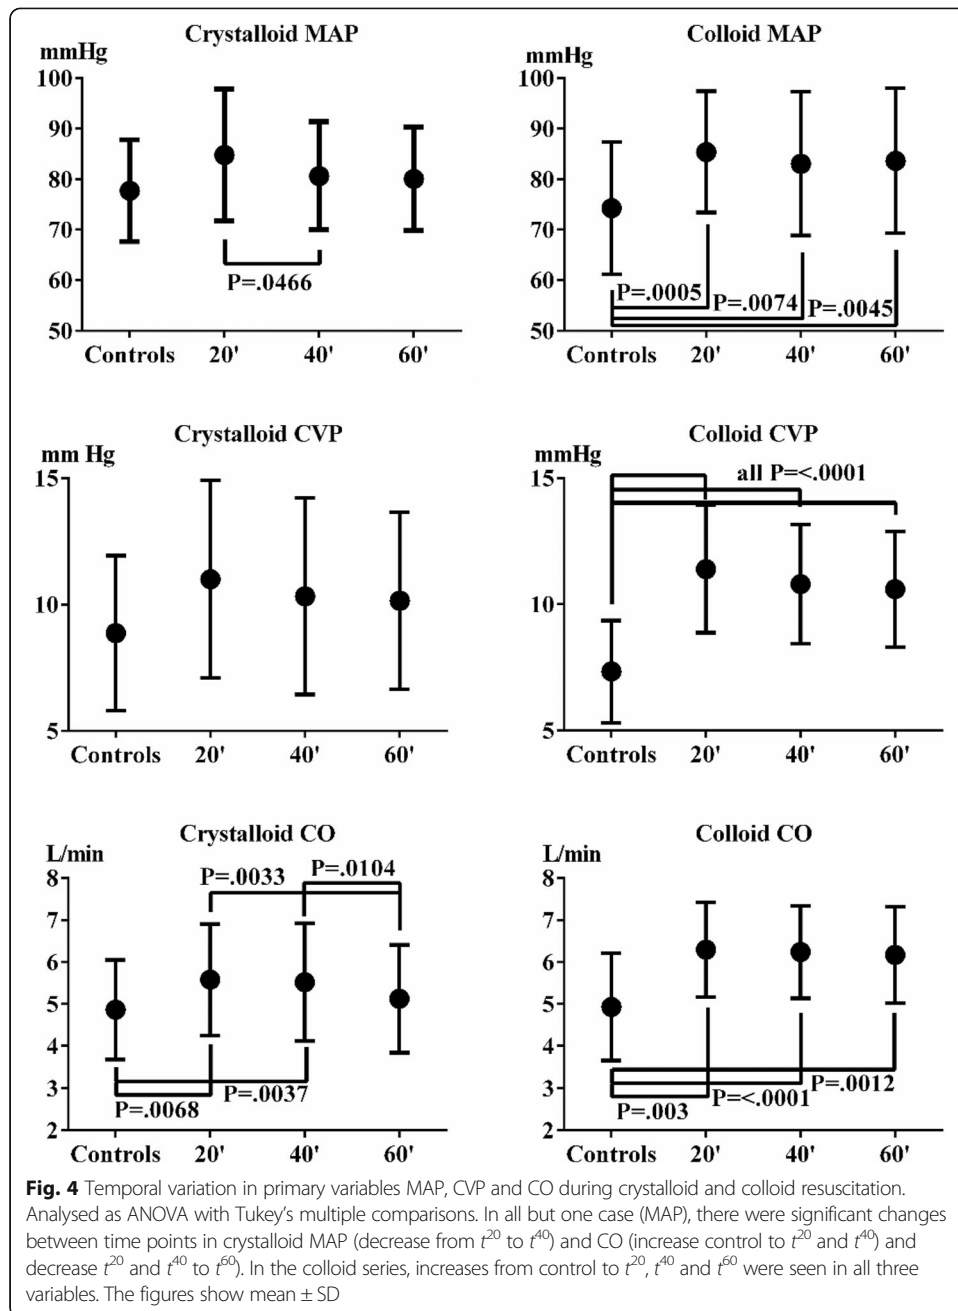 Crystalloid MAP
mmHg
100
90
80
70
60
50
P=.0466
Controls 20' 40' 60'
Colloid MAP
mmHg
100
90
80
70
60
50
P=.0005
P=.0074
P=.0045
Controls 20' 40' 60'
Crystalloid CVP
mm Hg
15
10
5
Controls 20' 40' 60'
Colloid CVP
mmHg
15
10
5
all P=<.0001
Controls 20' 40' 60'
Crystalloid CO
L/min
8
7
6
5
4
3
2
P=.0033
P=.0104
P=.0068
P=.0037
Controls 20' 40' 60'
Colloid CO
L/min
8
7
6
5
4
3
2
P=.003
P=<.0001
P=.0012
Controls 20' 40' 60'
Fig. 4 Temporal variation in primary variables MAP, CVP and CO during crystalloid and colloid resuscitation.
Analysed as ANOVA with Tukey's multiple comparisons. In all but one case (MAP), there were significant changes
between time points in crystalloid MAP (decrease from t20 to t40) and CO (increase control to t20 and t40) and
decrease t20 and t40 to t60). In the colloid series, increases from control to t20, t40 and t60 were seen in all three
variables. The figures show mean ± SD